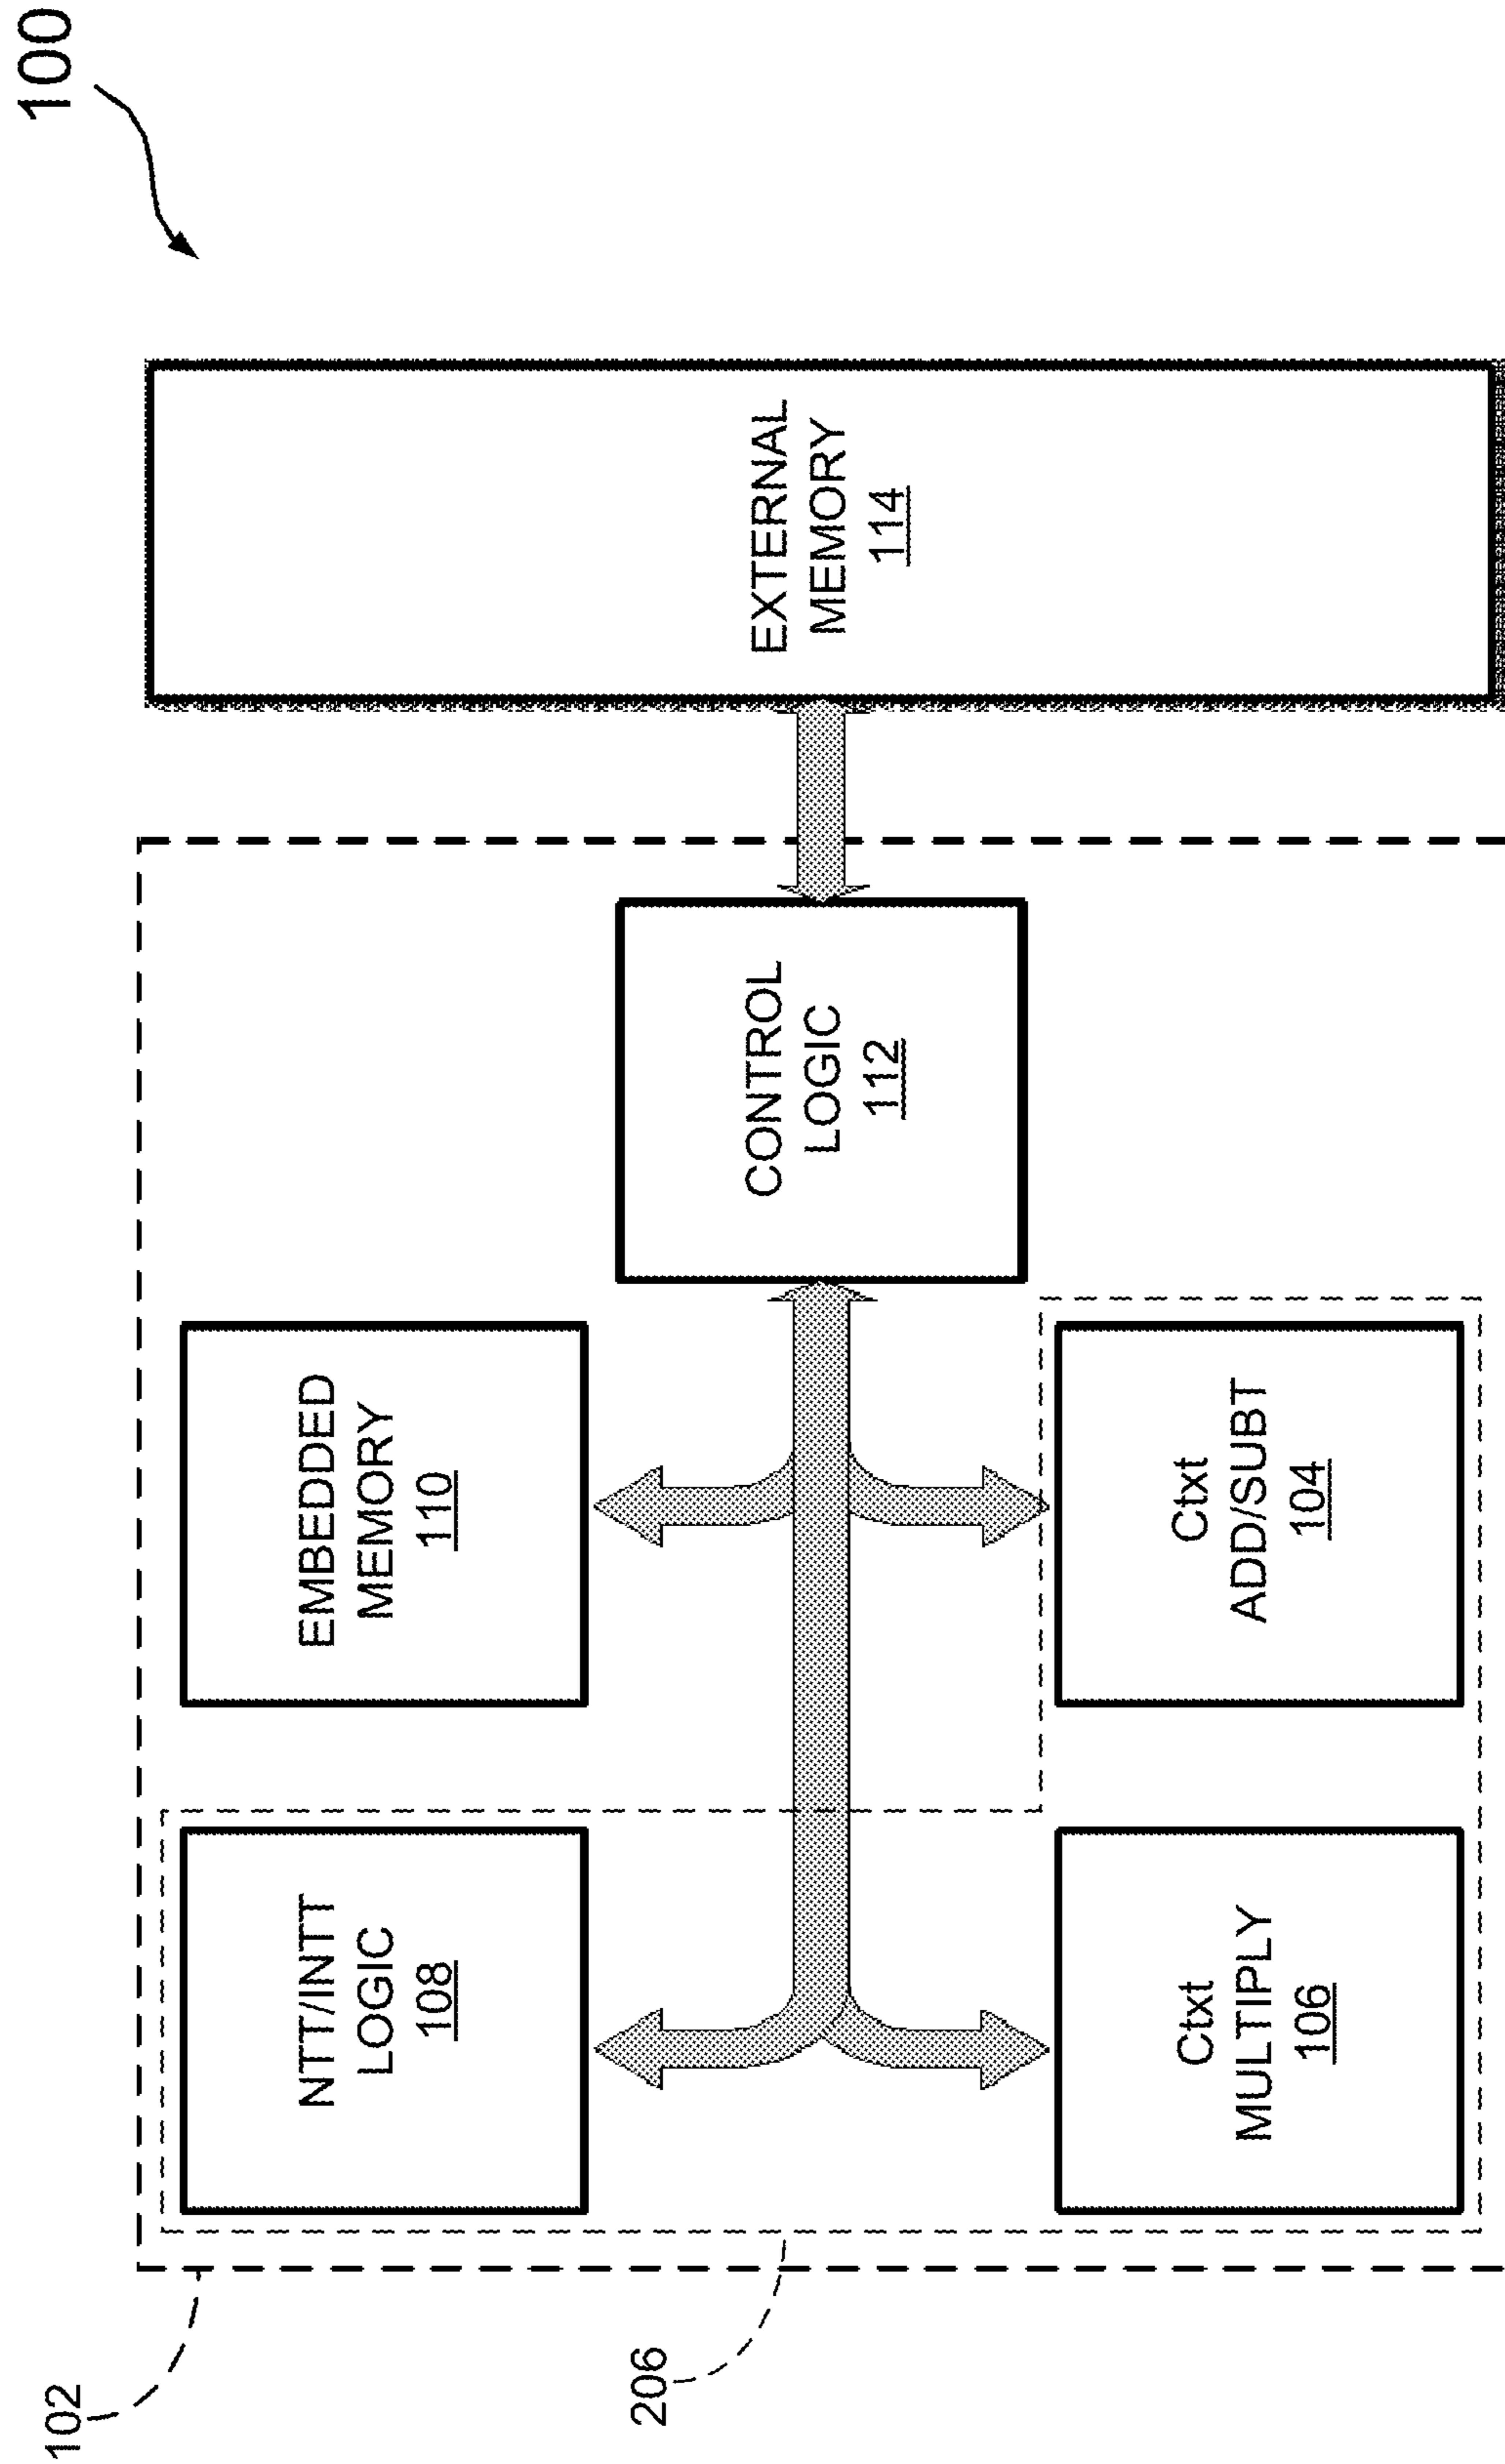 100
102
206
NTT/INTT
LOGIC
108
EMBEDDED
MEMORY
110
CONTROL
LOGIC
112
EXTERNAL
MEMORY
114
Ctxt
MULTIPLY
106
Ctxt
ADD/SUBT
104